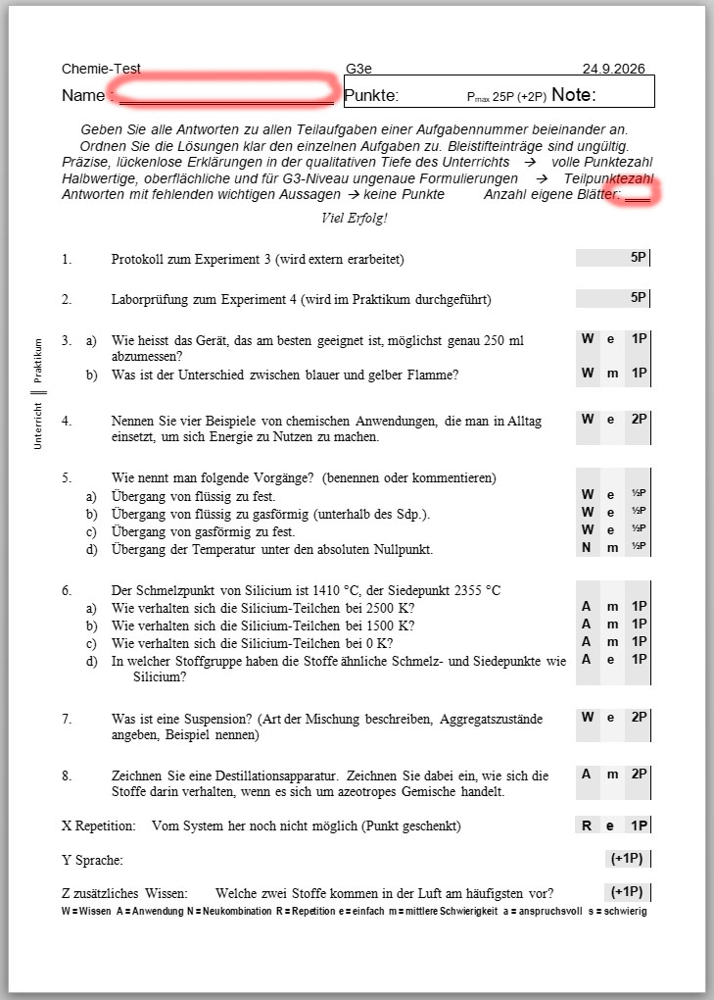 Chemie-Test G3e 24.9.2026
Name : Punkte: Pmax 25P (+2P) Note:
Geben Sie alle Antworten zu allen Teilaufgaben einer Aufgabennummer beieinander an.
Ordnen Sie die Lösungen klar den einzelnen Aufgaben zu. Bleistifteinträge sind ungültig.
Präzise, lückenlose Erklärungen in der qualitativen Tiefe des Unterrichts → volle Punktezahl
Halbwertige, oberflächliche und für G3-Niveau ungenaue Formulierungen → Teilpunktezahl
Antworten mit fehlenden wichtigen Aussagen → keine Punkte Anzahl eigene Blätter:
Viel Erfolg!
1. Protokoll zum Experiment 3 (wird extern erarbeitet) 5P
2. Laborprüfung zum Experiment 4 (wird im Praktikum durchgeführt) 5P
Praktikum
3. a) Wie heisst das Gerät, das am besten geeignet ist, möglichst genau 250 ml W e 1P
abzumessen?
b) Was ist der Unterschied zwischen blauer und gelber Flamme? W m 1P
Unterricht
4. Nennen Sie vier Beispiele von chemischen Anwendungen, die man in Alltag W e 2P
einsetzt, um sich Energie zu Nutzen zu machen.
5. Wie nennt man folgende Vorgänge? (benennen oder kommentieren)
a) Übergang von flüssig zu fest. W e ½P
b) Übergang von flüssig zu gasförmig (unterhalb des Sdp.). W e ½P
c) Übergang von gasförmig zu fest. W e ½P
d) Übergang der Temperatur unter den absoluten Nullpunkt. N m ½P
6. Der Schmelzpunkt von Silicium ist 1410 °C, der Siedepunkt 2355 °C
a) Wie verhalten sich die Silicium-Teilchen bei 2500 K? A m 1P
b) Wie verhalten sich die Silicium-Teilchen bei 1500 K? A m 1P
c) Wie verhalten sich die Silicium-Teilchen bei 0 K? A m 1P
d) In welcher Stoffgruppe haben die Stoffe ähnliche Schmelz- und Siedepunkte wie A e 1P
Silicium?
7. Was ist eine Suspension? (Art der Mischung beschreiben, Aggregatszustände W e 2P
angeben, Beispiel nennen)
8. Zeichnen Sie eine Destillationsapparatur. Zeichnen Sie dabei ein, wie sich die A m 2P
Stoffe darin verhalten, wenn es sich um azeotropes Gemische handelt.
X Repetition: Vom System her noch nicht möglich (Punkt geschenkt) R e 1P
Y Sprache: (+1P)
Z zusätzliches Wissen: Welche zwei Stoffe kommen in der Luft am häufigsten vor? (+1P)
W = Wissen A = Anwendung N = Neukombination R = Repetition e = einfach m = mittlere Schwierigkeit a = anspruchsvoll s = schwierig